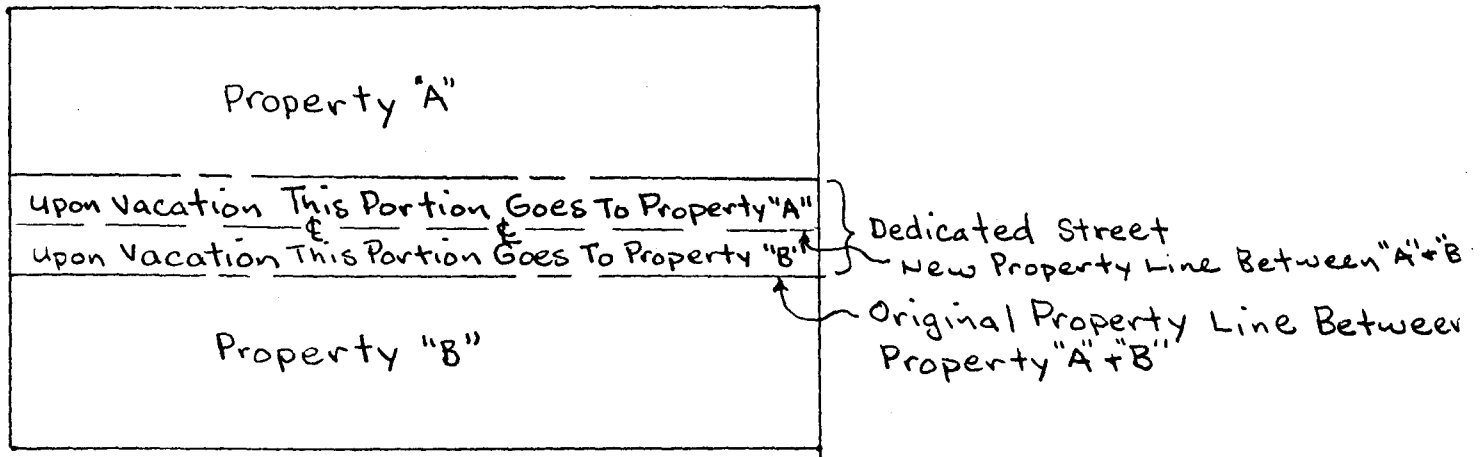 Property "A"
upon Vacation This Portion Goes To Property "A"
℄ ℄
upon Vacation This Portion Goes To Property "B"
Dedicated Street
New Property Line Between "A"+"B
Original Property Line Between
Property "A"+"B"
Property "B"